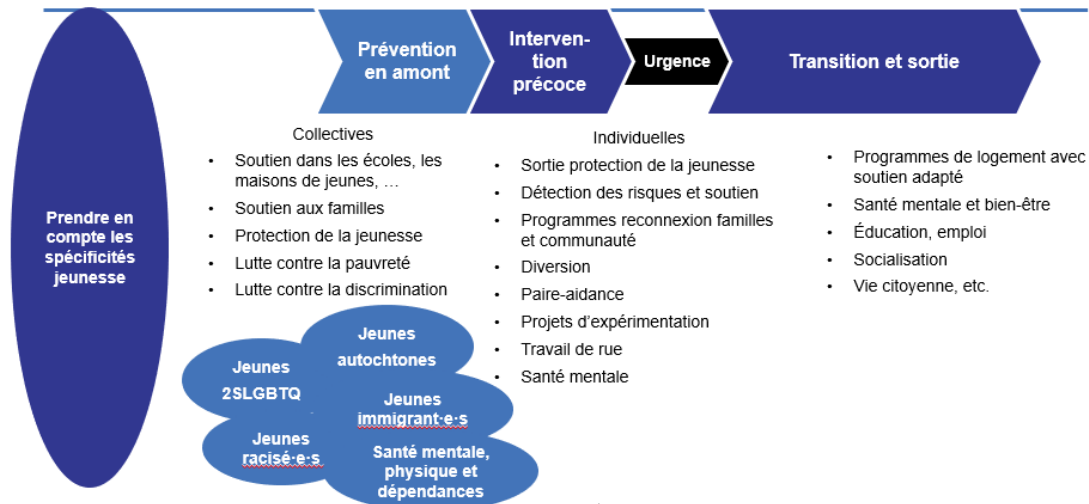 Prendre en
compte les
spécificités
jeunesse
Prévention
en amont
Interven-
tion
précoce
Urgence
Transition et sortie
Collectives
• Soutien dans les écoles, les
maisons de jeunes, …
• Soutien aux familles
• Protection de la jeunesse
• Lutte contre la pauvreté
• Lutte contre la discrimination
Individuelles
• Sortie protection de la jeunesse
• Détection des risques et soutien
• Programmes reconnexion familles
et communauté
• Diversion
• Paire-aidance
• Projets d’expérimentation
• Travail de rue
• Santé mentale
• Programmes de logement avec
soutien adapté
• Santé mentale et bien-être
• Éducation, emploi
• Socialisation
• Vie citoyenne, etc.
Jeunes
autochtones
Jeunes
2SLGBTQ
Jeunes
immigrant·e·s
Jeunes
racisé·e·s
Santé mentale,
physique et
dépendances